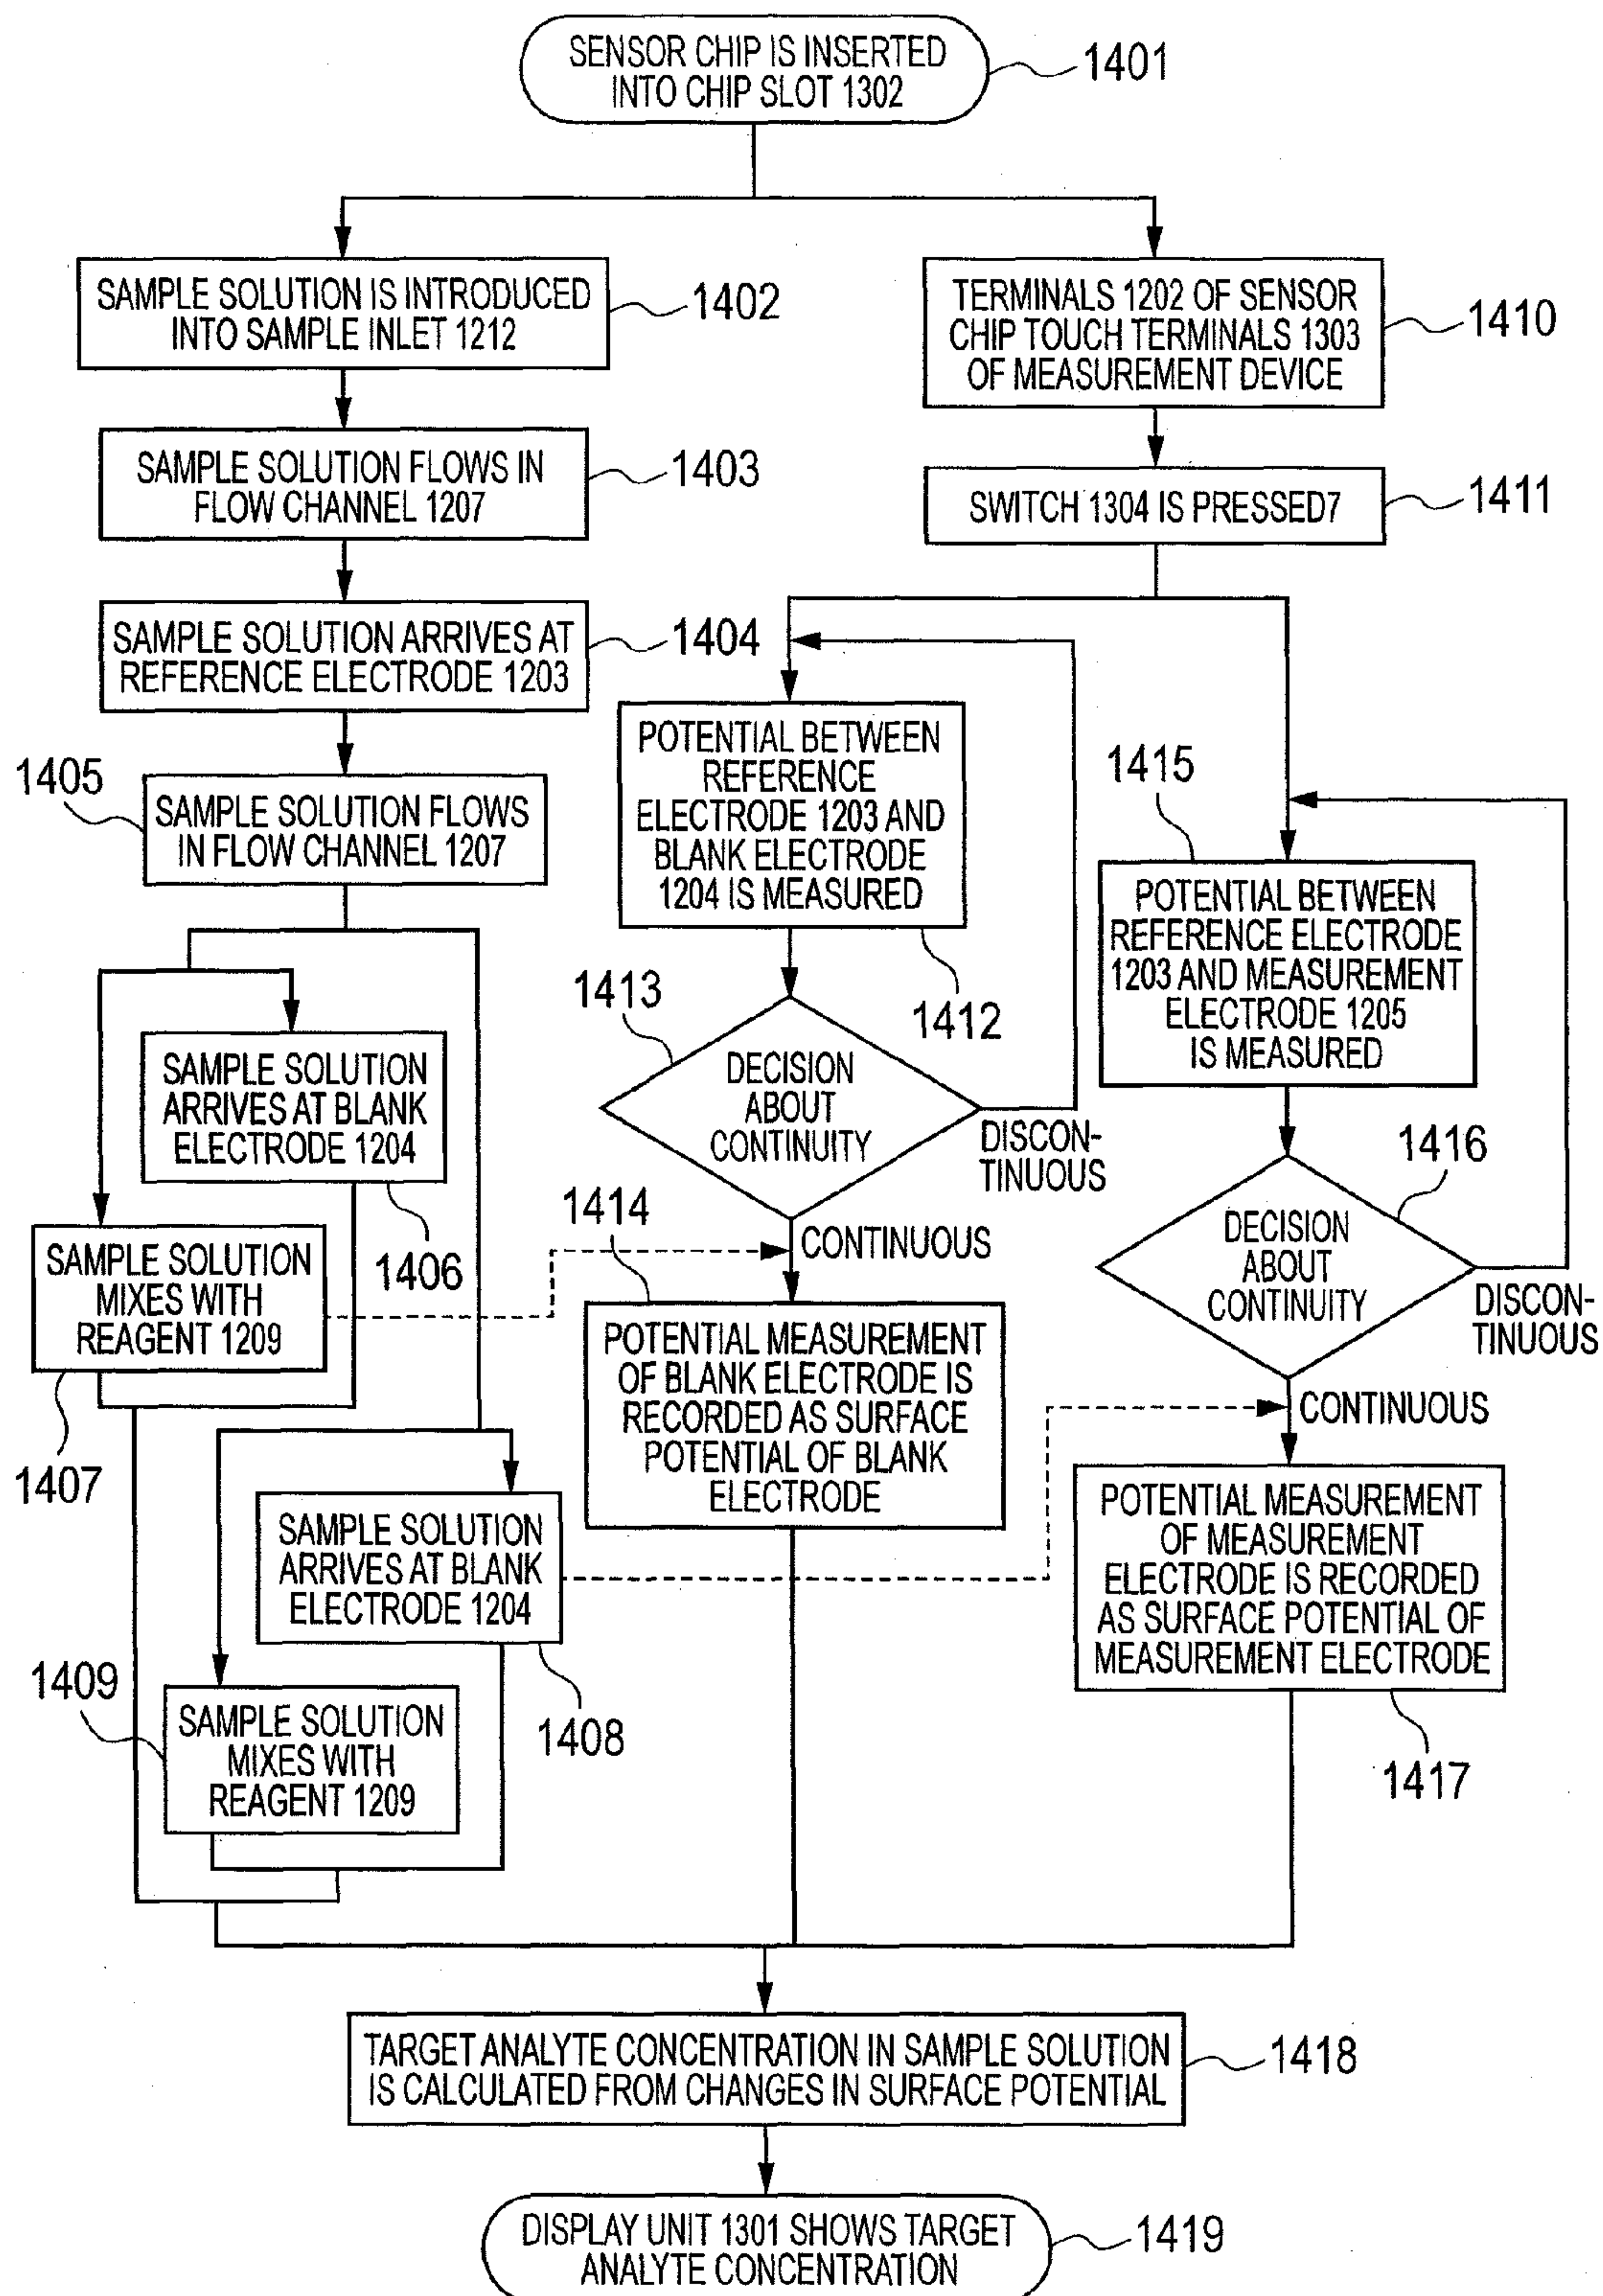 SENSOR CHIP IS INSERTED
INTO CHIP SLOT 1302
1401
SAMPLE SOLUTION IS INTRODUCED
INTO SAMPLE INLET 1212
1402
SAMPLE SOLUTION FLOWS IN
FLOW CHANNEL 1207
1403
SAMPLE SOLUTION ARRIVES AT
REFERENCE ELECTRODE 1203
1404
1405
SAMPLE SOLUTION FLOWS
IN FLOW CHANNEL 1207
SAMPLE SOLUTION
ARRIVES AT BLANK
ELECTRODE 1204
1406
SAMPLE SOLUTION
MIXES WITH
REAGENT 1209
1407
SAMPLE SOLUTION
ARRIVES AT BLANK
ELECTRODE 1204
1408
1409
SAMPLE SOLUTION
MIXES WITH
REAGENT 1209
TERMINALS 1202 OF SENSOR
CHIP TOUCH TERMINALS 1303
OF MEASUREMENT DEVICE
1410
SWITCH 1304 IS PRESSED7
1411
POTENTIAL BETWEEN
REFERENCE
ELECTRODE 1203 AND
BLANK ELECTRODE
1204 IS MEASURED
1412
1413
DECISION
ABOUT
CONTINUITY
DISCON-
TINUOUS
CONTINUOUS
1414
POTENTIAL MEASUREMENT
OF BLANK ELECTRODE IS
RECORDED AS SURFACE
POTENTIAL OF BLANK
ELECTRODE
1415
POTENTIAL BETWEEN
REFERENCE ELECTRODE
1203 AND MEASUREMENT
ELECTRODE 1205
IS MEASURED
1416
DECISION
ABOUT
CONTINUITY
DISCON-
TINUOUS
CONTINUOUS
POTENTIAL MEASUREMENT
OF MEASUREMENT
ELECTRODE IS RECORDED
AS SURFACE POTENTIAL OF
MEASUREMENT ELECTRODE
1417
TARGET ANALYTE CONCENTRATION IN SAMPLE SOLUTION
IS CALCULATED FROM CHANGES IN SURFACE POTENTIAL
1418
DISPLAY UNIT 1301 SHOWS TARGET
ANALYTE CONCENTRATION
1419